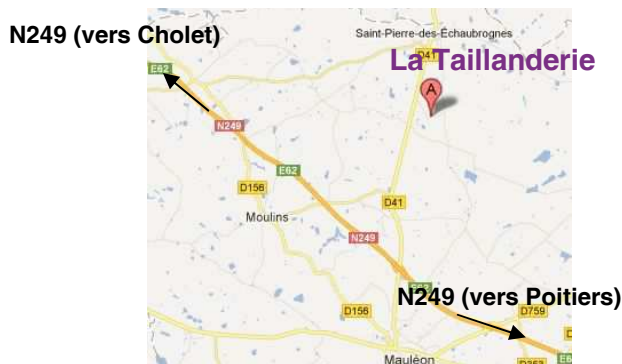 N249 (vers Cholet)
Saint-Pierre-des-Échaubrognes
D41
La Taillanderie
E62
A
N249
E62
D156
D41
Moulins
N249
E62
N249 (vers Poitiers)
D156
D759
Mauléon